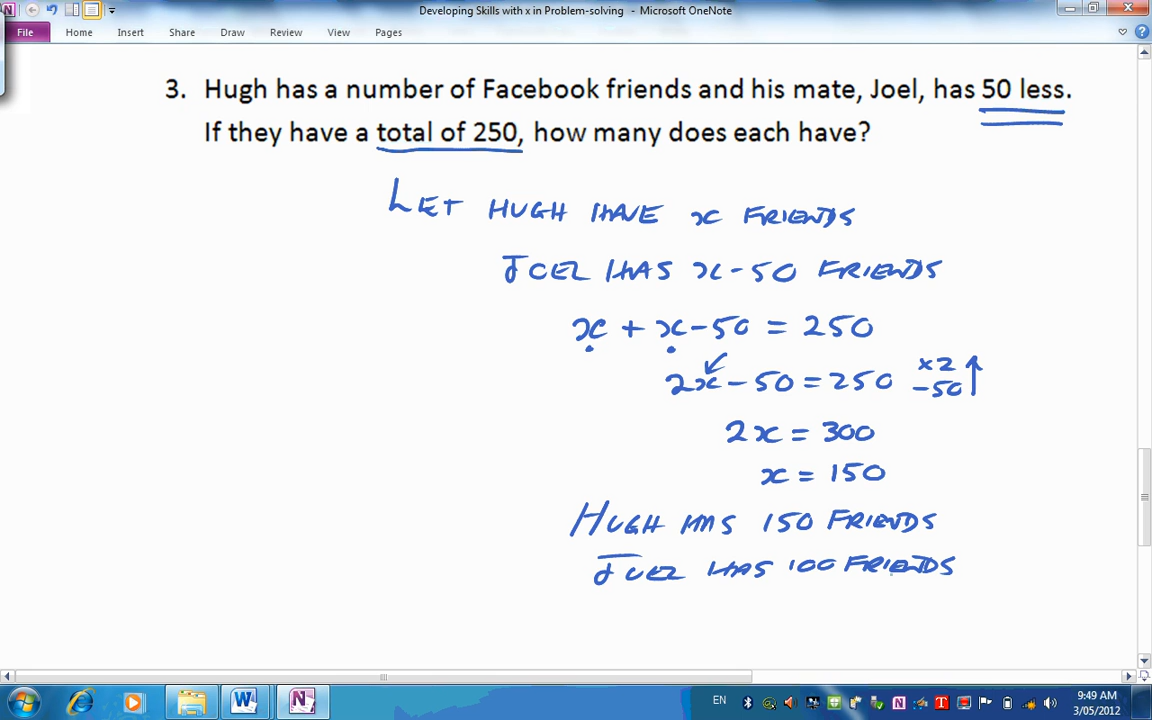 Developing Skills with x in Problem-solving - Microsoft OneNote
File Home Insert Share Draw Review View Pages
3. Hugh has a number of Facebook friends and his mate, Joel, has 50 less.
If they have a total of 250, how many does each have?
LET HUGH HAVE x FRIENDS
JOEL HAS x-50 FRIENDS
x + x-50 = 250
2x - 50 = 250 ×2
-50
2x = 300
x = 150
HUGH HAS 150 FRIENDS
JOEL HAS 100 FRIENDS
EN
9:49 AM
3/05/2012